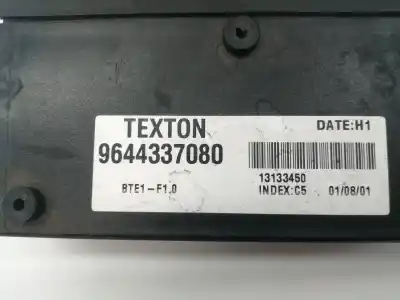 TEXTON DATE:H1
9644337080
13133450
BTE1-F1.0 INDEX:C5 01/08/01